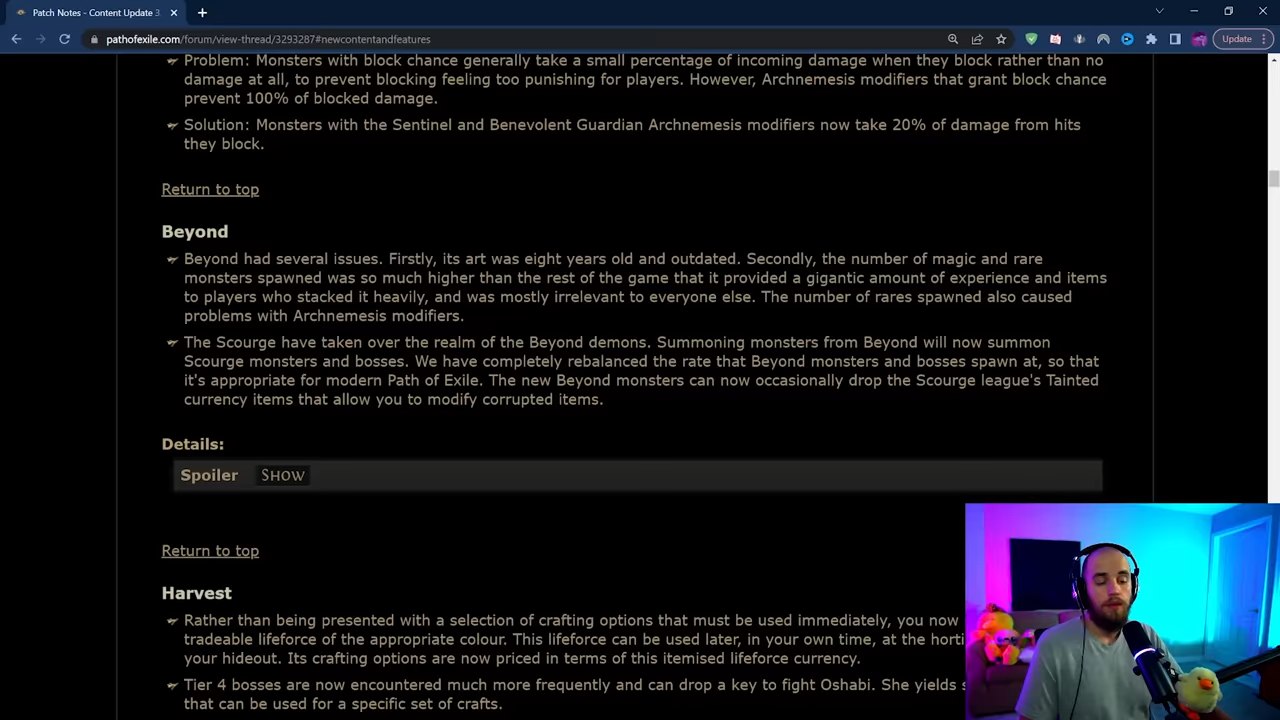 Patch Notes - Content Update 3
pathofexile.com/forum/view-thread/3293287#newcontentandfeatures
Update
Problem: Monsters with block chance generally take a small percentage of incoming damage when they block rather than no
damage at all, to prevent blocking feeling too punishing for players. However, Archnemesis modifiers that grant block chance
prevent 100% of blocked damage.
Solution: Monsters with the Sentinel and Benevolent Guardian Archnemesis modifiers now take 20% of damage from hits
they block.
Return to top
Beyond
Beyond had several issues. Firstly, its art was eight years old and outdated. Secondly, the number of magic and rare
monsters spawned was so much higher than the rest of the game that it provided a gigantic amount of experience and items
to players who stacked it heavily, and was mostly irrelevant to everyone else. The number of rares spawned also caused
problems with Archnemesis modifiers.
The Scourge have taken over the realm of the Beyond demons. Summoning monsters from Beyond will now summon
Scourge monsters and bosses. We have completely rebalanced the rate that Beyond monsters and bosses spawn at, so that
it's appropriate for modern Path of Exile. The new Beyond monsters can now occasionally drop the Scourge league's Tainted
currency items that allow you to modify corrupted items.
Details:
Spoiler SHOW
Return to top
Harvest
Rather than being presented with a selection of crafting options that must be used immediately, you now
tradeable lifeforce of the appropriate colour. This lifeforce can be used later, in your own time, at the horti
your hideout. Its crafting options are now priced in terms of this itemised lifeforce currency.
Tier 4 bosses are now encountered much more frequently and can drop a key to fight Oshabi. She yields
that can be used for a specific set of crafts.